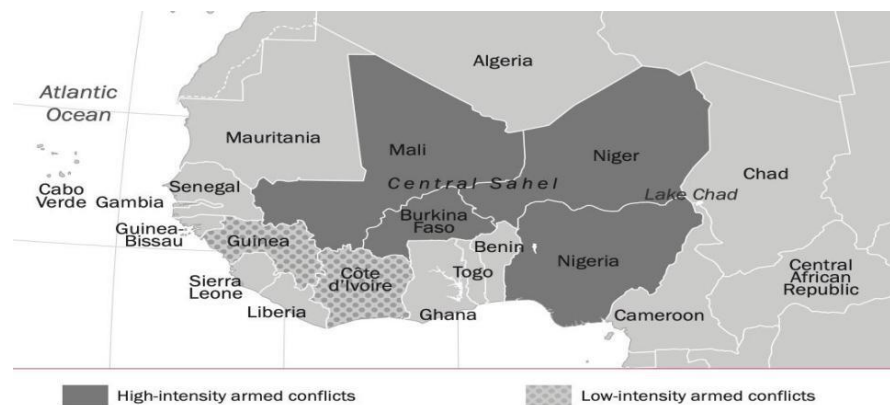 Algeria
Atlantic
Ocean
Mauritania
Mali
Niger
Chad
Central Sahel
Lake Chad
Cabo
Verde
Gambia
Senegal
Guinea-
Bissau
Guinea
Burkina
Faso
Benin
Nigeria
Sierra
Leone
Côte
d'Ivoire
Togo
Central
African
Republic
Liberia
Ghana
Cameroon
High-intensity armed conflicts
Low-intensity armed conflicts